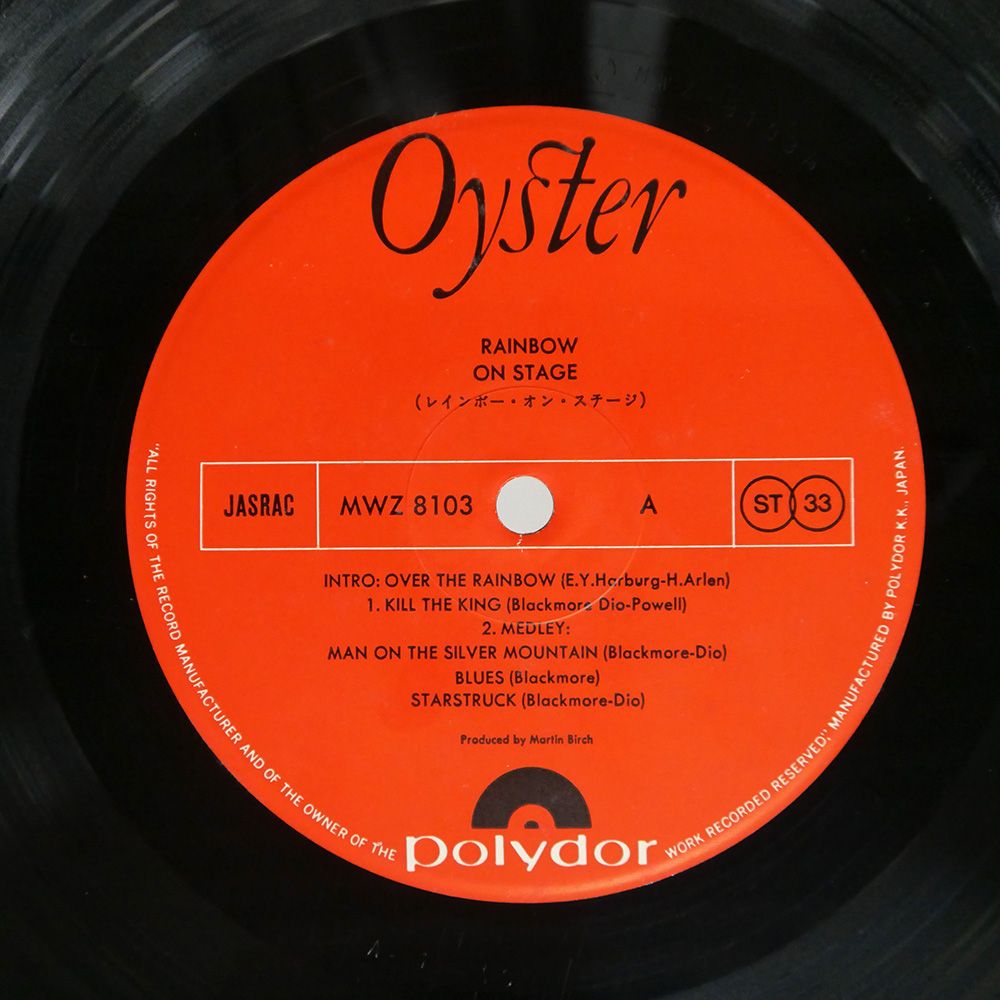 Oyster
RAINBOW
ON STAGE
(レインボー・オン・ステージ)
JASRAC MWZ 8103 A ST 33
INTRO: OVER THE RAINBOW (E.Y.Harburg-H.Arlen)
1. KILL THE KING (Blackmore Dio-Powell)
2. MEDLEY:
MAN ON THE SILVER MOUNTAIN (Blackmore-Dio)
BLUES (Blackmore)
STARSTRUCK (Blackmore-Dio)
Produced by Martin Birch
polydor
"ALL RIGHTS OF THE RECORD MANUFACTURER AND OF THE OWNER OF THE WORK RECORDED RESERVED," MANUFACTURED BY POLYDOR K.K., JAPAN.